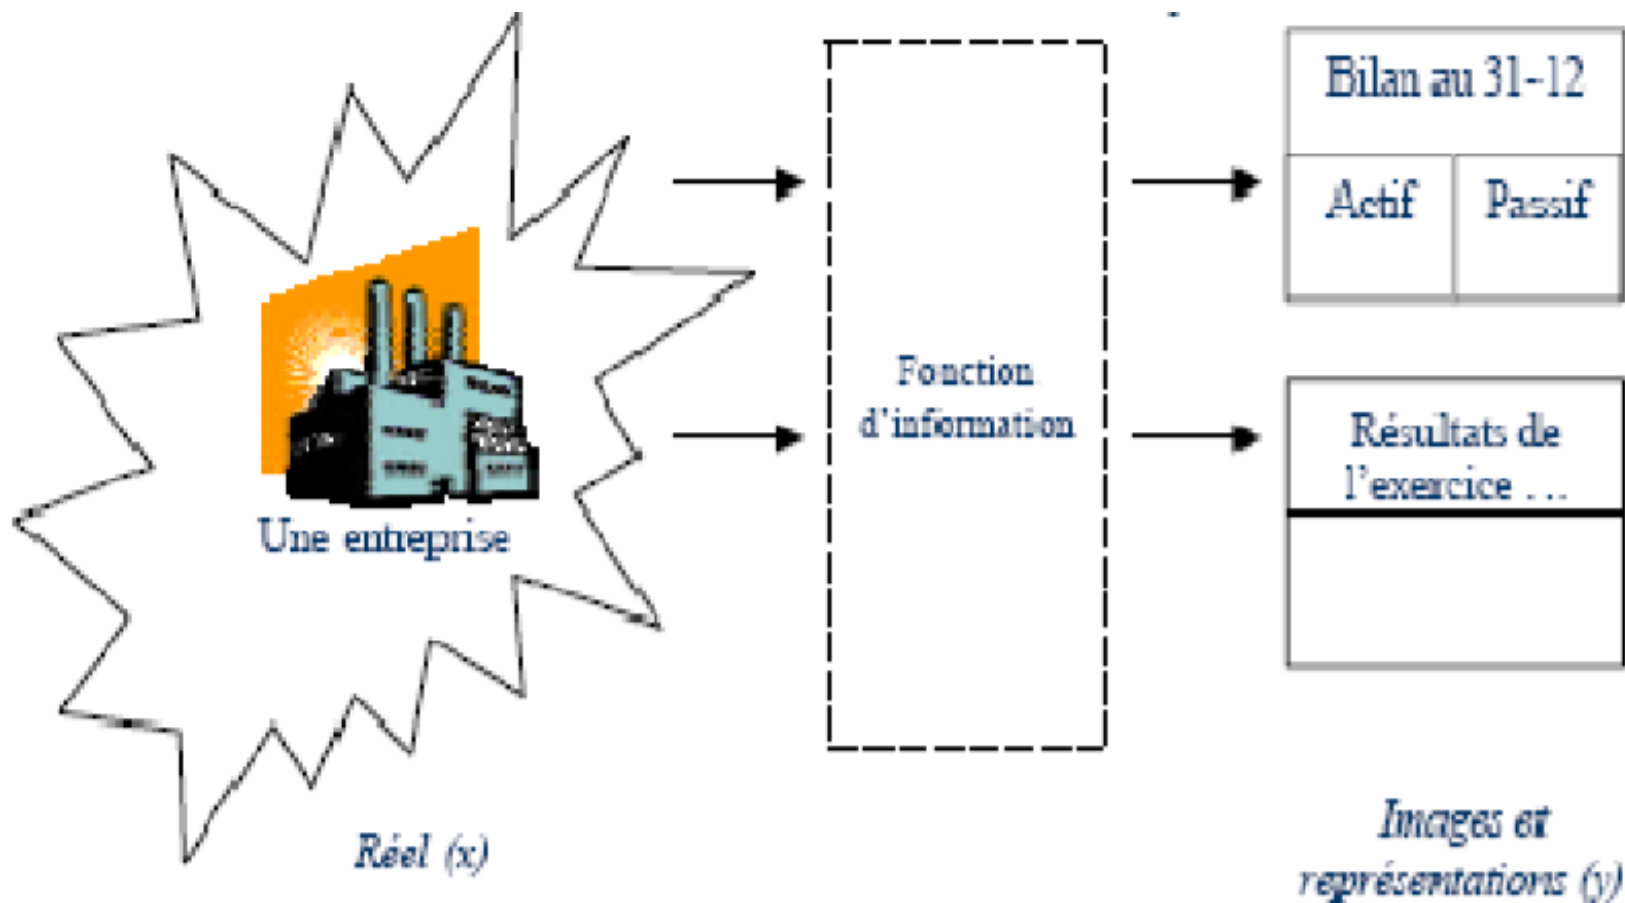 Bilan au 31-12
Actif
Passif
Fonction
d'information
Résultats de
l'exercice ...
Une entreprise
Réel (x)
Images et
représentations (y)